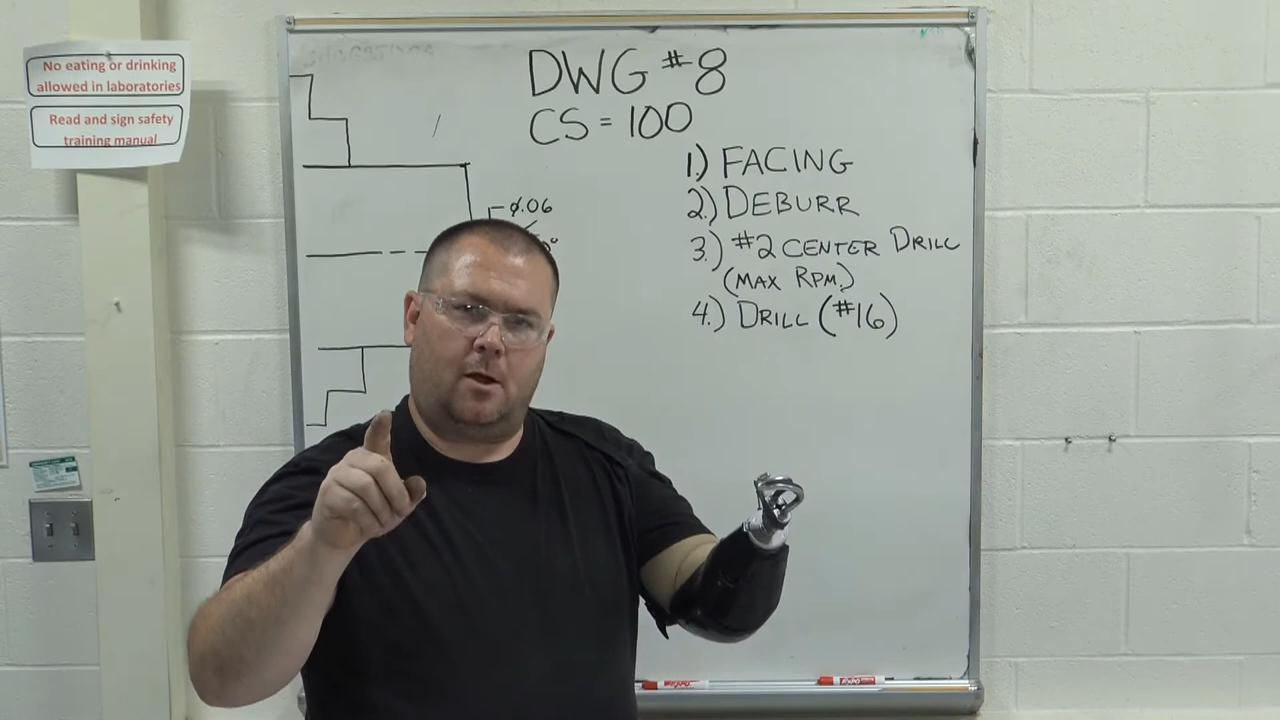 No eating or drinking
allowed in laboratories
Read and sign safety
training manual
DWG #8
CS = 100
1.) FACING
2.) DEBURR
3.) #2 CENTER DRILL
(MAX RPM.)
4.) DRILL (#16)
ϕ.06
EXPO